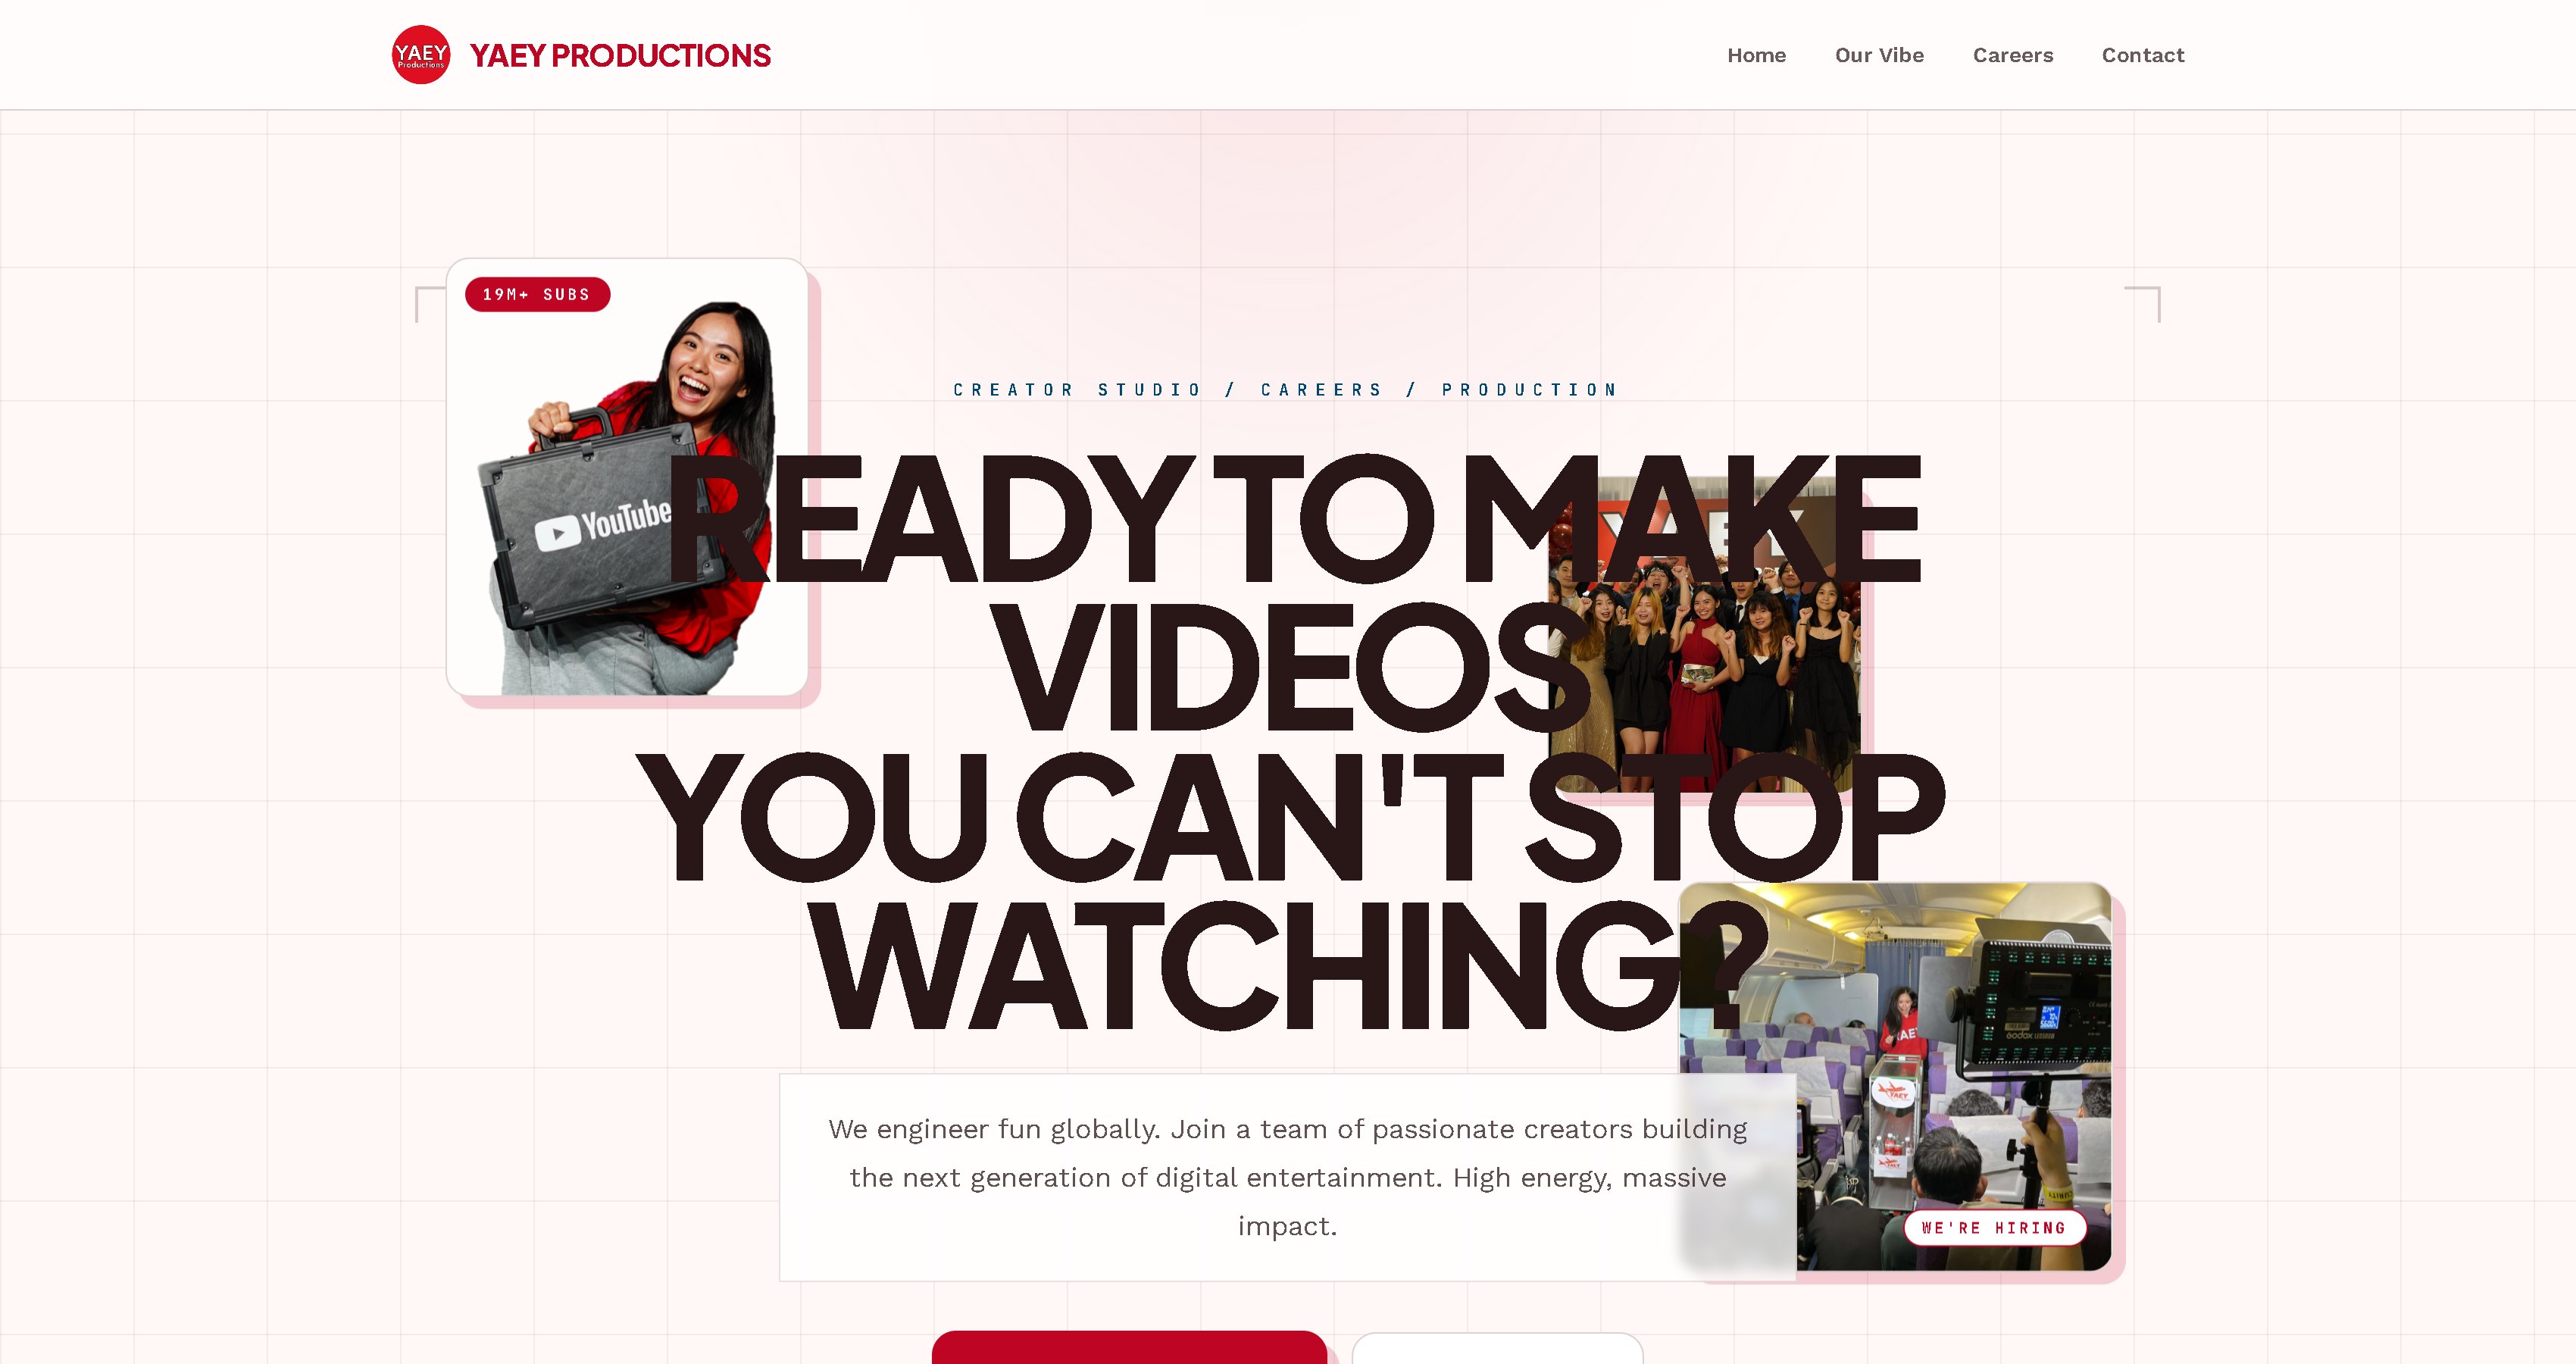 YAEY
Productions
YAEY PRODUCTIONS
Home
Our Vibe
Careers
Contact
19M+ SUBS
YouTube
CREATOR STUDIO / CAREERS / PRODUCTION
READY TO MAKE
VIDEOS
YOU CAN'T STOP
WATCHING?
We engineer fun globally. Join a team of passionate creators building
the next generation of digital entertainment. High energy, massive
impact.
WE'RE HIRING